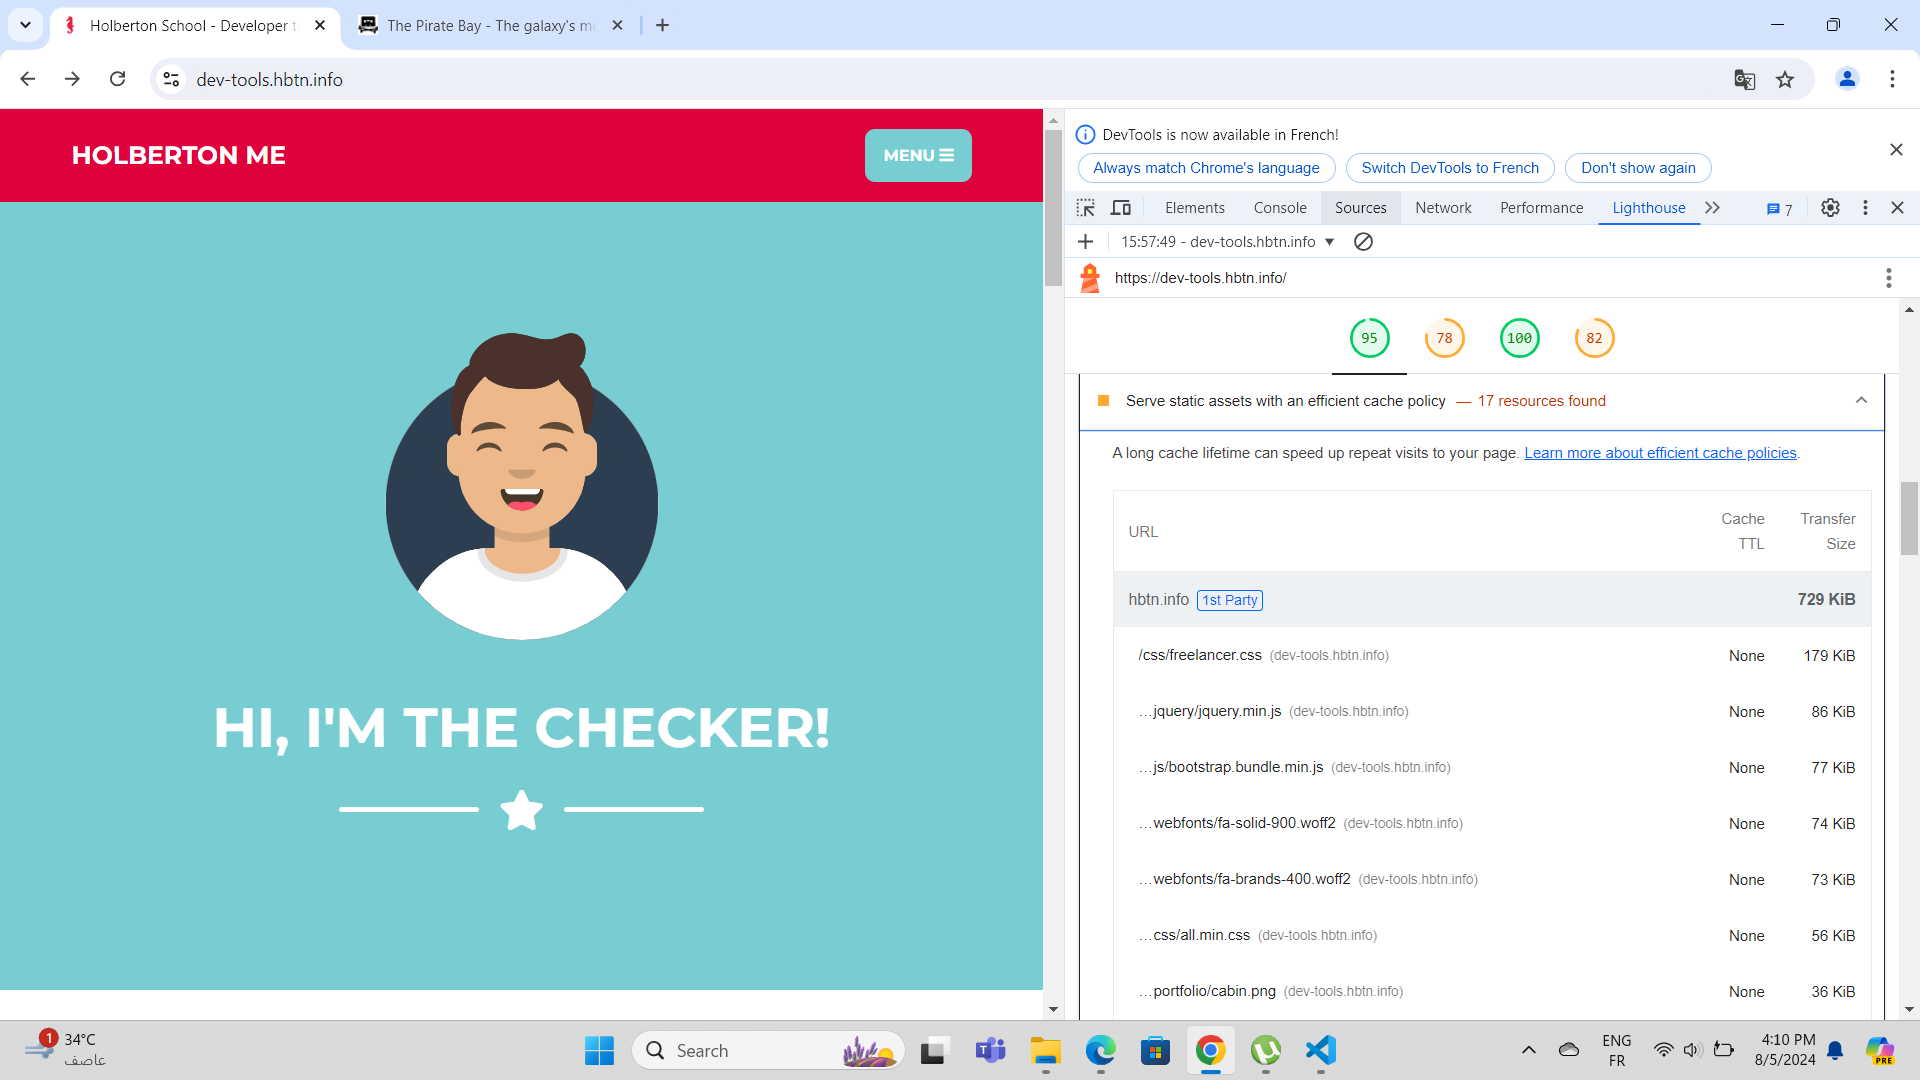 Holberton School - Developer t
The Pirate Bay - The galaxy's mo
dev-tools.hbtn.info
HOLBERTON ME
MENU
HI, I'M THE CHECKER!
DevTools is now available in French!
Always match Chrome's language
Switch DevTools to French
Don't show again
Elements
Console
Sources
Network
Performance
Lighthouse
7
15:57:49 - dev-tools.hbtn.info
https://dev-tools.hbtn.info/
95
78
100
82
Serve static assets with an efficient cache policy — 17 resources found
A long cache lifetime can speed up repeat visits to your page. Learn more about efficient cache policies.
URL
Cache TTL
Transfer Size
hbtn.info 1st Party 729 KiB
/css/freelancer.css (dev-tools.hbtn.info) None 179 KiB
…jquery/jquery.min.js (dev-tools.hbtn.info) None 86 KiB
…js/bootstrap.bundle.min.js (dev-tools.hbtn.info) None 77 KiB
…webfonts/fa-solid-900.woff2 (dev-tools.hbtn.info) None 74 KiB
…webfonts/fa-brands-400.woff2 (dev-tools.hbtn.info) None 73 KiB
…css/all.min.css (dev-tools.hbtn.info) None 56 KiB
…portfolio/cabin.png (dev-tools.hbtn.info) None 36 KiB
1
34°C
عاصف
Search
ENG
FR
4:10 PM
8/5/2024
PRE